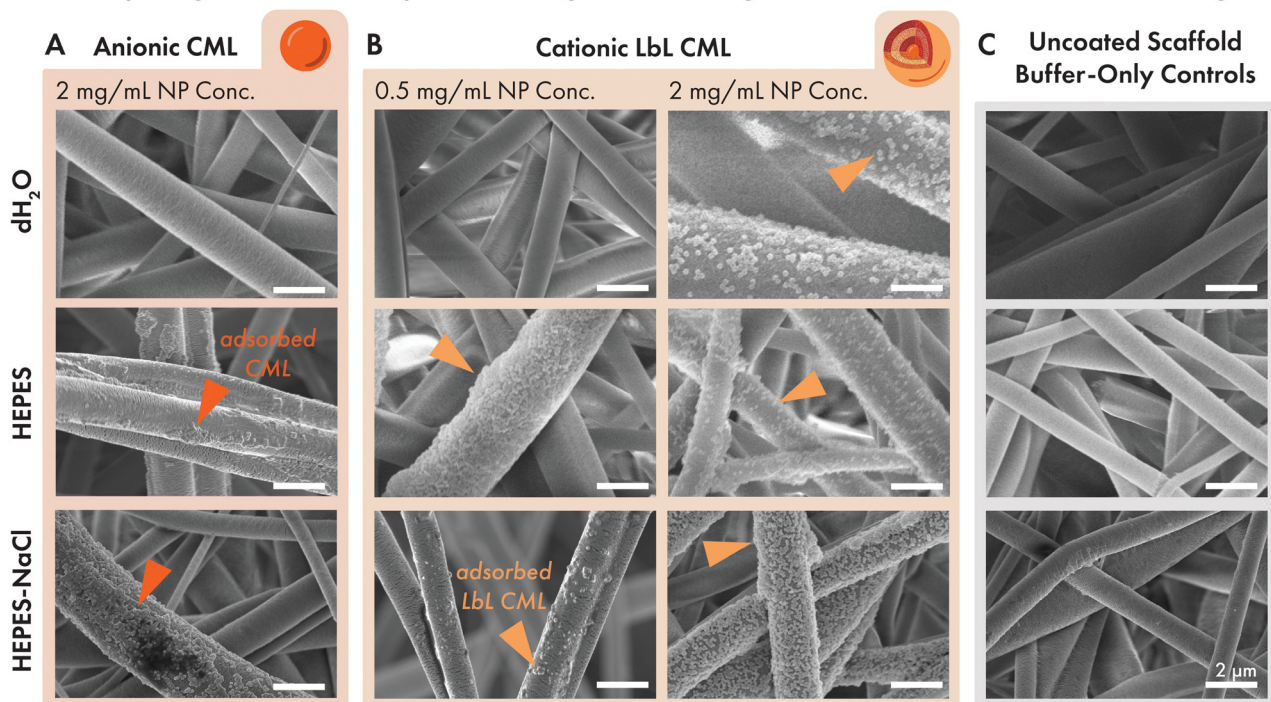 A Anionic CML
2 mg/mL NP Conc.
B Cationic LbL CML
0.5 mg/mL NP Conc.
2 mg/mL NP Conc.
C Uncoated Scaffold
Buffer-Only Controls
dH₂O
HEPES
adsorbed
CML
HEPES-NaCl
adsorbed
LbL CML
2 µm